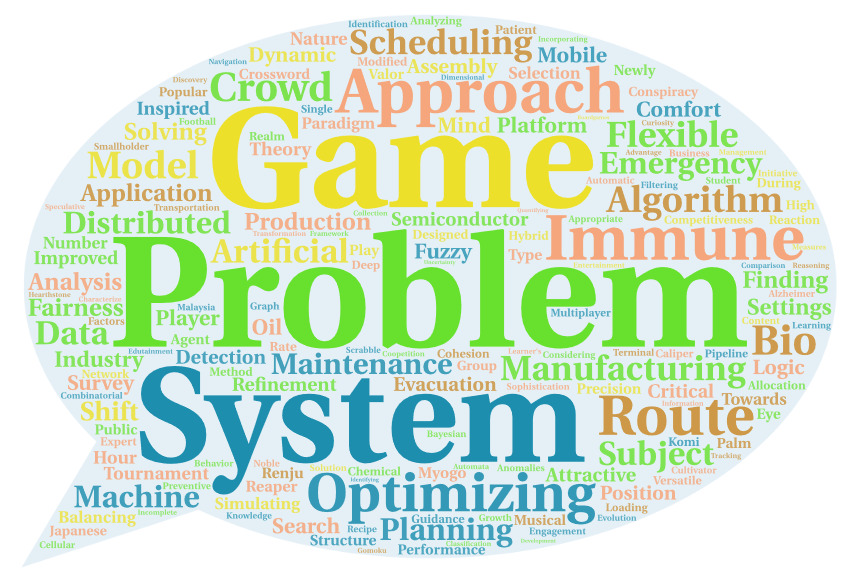 Identification
Analyzing
Nature
Scheduling
Patient
Incorporating
Dynamic
Modified
Assembly
Mobile
Navigation
Crossword
Valor
Dimensional
Selection
Newly
Discovery
Popular
Crowd
Approach
Conspiracy
Inspired
Single
Comfort
Football
Solving
Realm
Game
Paradigm
Mind
Platform
Curiosity
Flexible
Smallholder
Theory
Advantage
Business
Management
Model
Emergency
Initiative
Application
Automatic
Filtering
Student
During
Speculative
Transportation
Collection
Quantifying
Algorithm
High
Distributed
Production
Semiconductor
Appropriate
Competitiveness
Reaction
Transformation
Framework
Designed
Hybrid
Immune
Number
Artificial
Play
Fuzzy
Type
Measures
Improved
Deep
Uncertainty
Entertainment
Comparison
Reasoning
Analysis
Problem
Finding
Hearthstone
Characterize
Alzheimer
Fairness
Malaysia
Graph
Multiplayer
Settings
Factors
Player
Oil
Content
Data
Agent
Rate
Learning
Bio
Edutainment
Scrabble
Coopetition
Cohesion
Learner's
Considering
Terminal
Caliper
Pipeline
Industry
Detection
Maintenance
Group
Manufacturing
Logic
Network
Method
Survey
Refinement
Evacuation
Sophistication
Precision
Critical
Allocation
Combinatorial
System
Information
Towards
Shift
Route
Eye
Public
Bayesian
Expert
Komi
Palm
Hour
Behavior
Noble
Subject
Tracking
Tournament
Renju
Solution
Chemical
Myogo
Automata
Anomalies
Attractive
Cultivator
Preventive
Reaper
Identifying
Versatile
Machine
Optimizing
Position
Simulating
Loading
Incomplete
Knowledge
Guidance
Growth
Musical
Evolution
Balancing
Search
Recipe
Planning
Engagement
Japanese
Structure
Classification
Development
Cellular
Gomoku
Performance